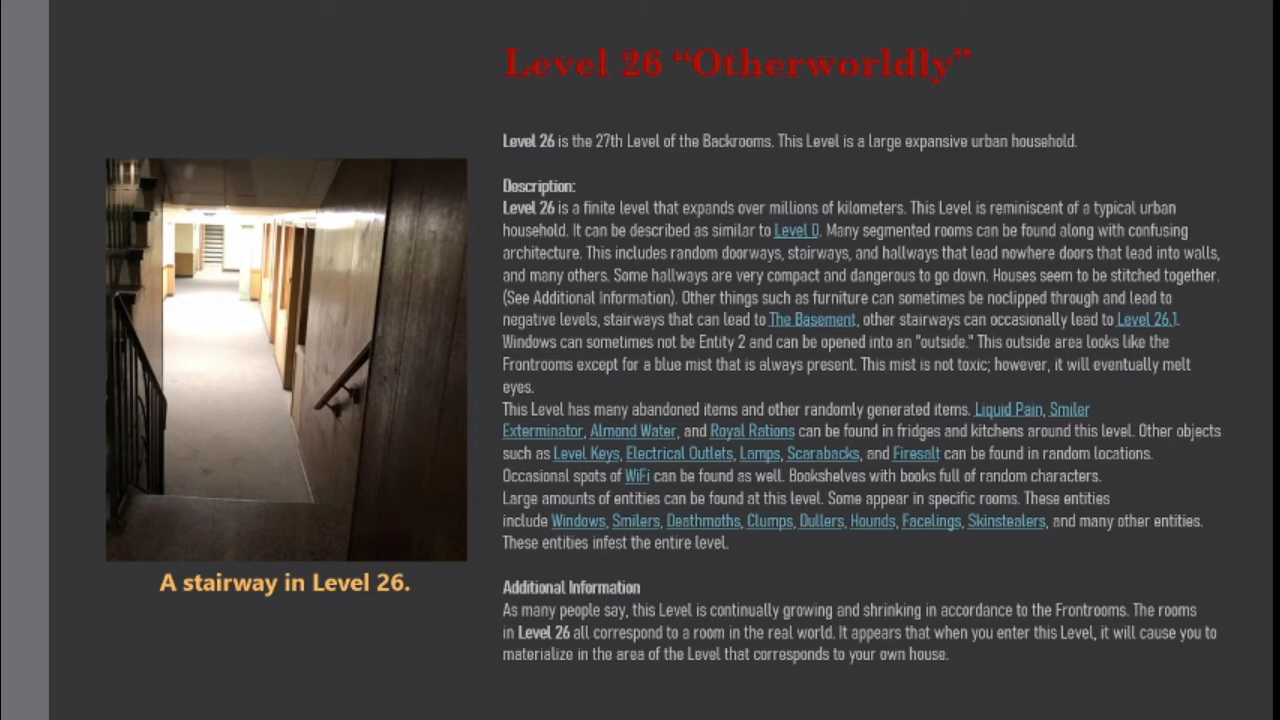 Level 26 “Otherworldly”
Level 26 is the 27th Level of the Backrooms. This Level is a large expansive urban household.
Description:
Level 26 is a finite level that expands over millions of kilometers. This Level is reminiscent of a typical urban
household. It can be described as similar to Level 0. Many segmented rooms can be found along with confusing
architecture. This includes random doorways, stairways, and hallways that lead nowhere doors that lead into walls,
and many others. Some hallways are very compact and dangerous to go down. Houses seem to be stitched together.
(See Additional Information). Other things such as furniture can sometimes be noclipped through and lead to
negative levels, stairways that can lead to The Basement, other stairways can occasionally lead to Level 26.1.
Windows can sometimes not be Entity 2 and can be opened into an "outside." This outside area looks like the
Frontrooms except for a blue mist that is always present. This mist is not toxic; however, it will eventually melt
eyes.
This Level has many abandoned items and other randomly generated items. Liquid Pain, Smiler
Exterminator, Almond Water, and Royal Rations can be found in fridges and kitchens around this level. Other objects
such as Level Keys, Electrical Outlets, Lamps, Scarabacks, and Firesalt can be found in random locations.
Occasional spots of WiFi can be found as well. Bookshelves with books full of random characters.
Large amounts of entities can be found at this level. Some appear in specific rooms. These entities
include Windows, Smilers, Deathmoths, Clumps, Dullers, Hounds, Facelings, Skinstealers, and many other entities.
These entities infest the entire level.
Additional Information
As many people say, this Level is continually growing and shrinking in accordance to the Frontrooms. The rooms
in Level 26 all correspond to a room in the real world. It appears that when you enter this Level, it will cause you to
materialize in the area of the Level that corresponds to your own house.
A stairway in Level 26.